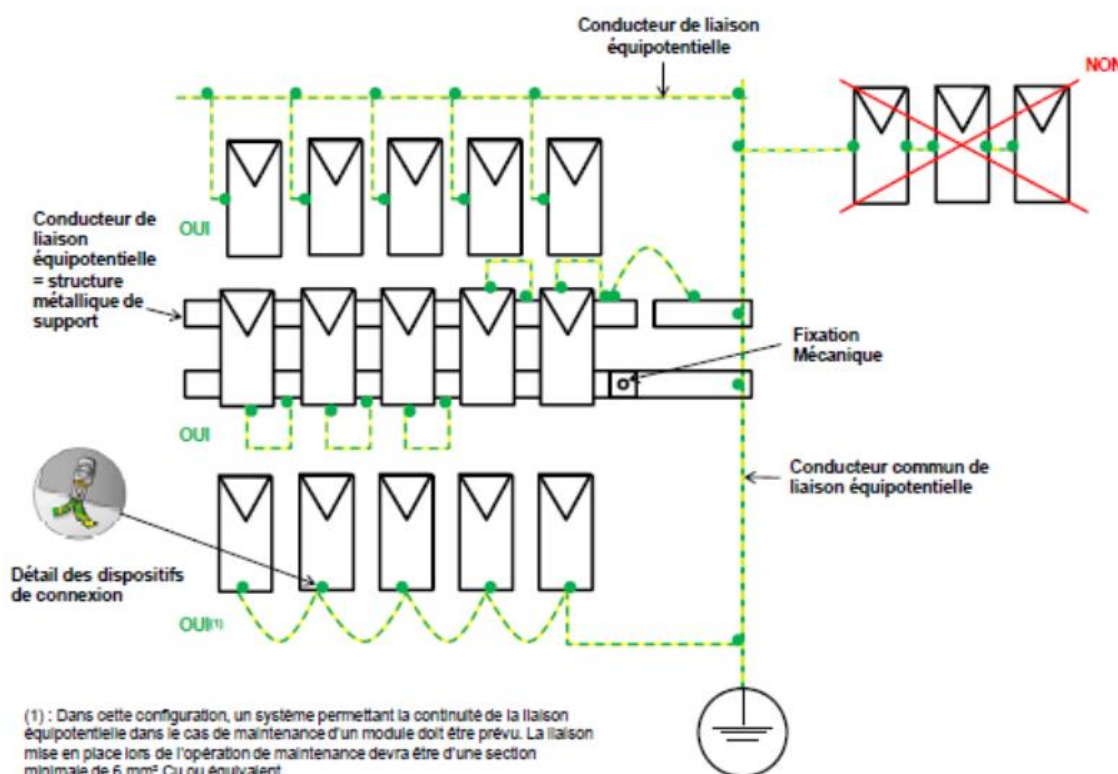 Conducteur de liaison
équipotentielle
NON
OUI
Conducteur de
liaison
équipotentielle
= structure
métallique de
support
Fixation
Mécanique
OUI
Conducteur commun de
liaison équipotentielle
Détail des dispositifs
de connexion
OUI(1)
(1) : Dans cette configuration, un système permettant la continuité de la liaison
équipotentielle dans le cas de maintenance d'un module doit être prévu. La liaison
mise en place lors de l'opération de maintenance devra être d'une section
minimale de 6 mm² Cu ou équivalent